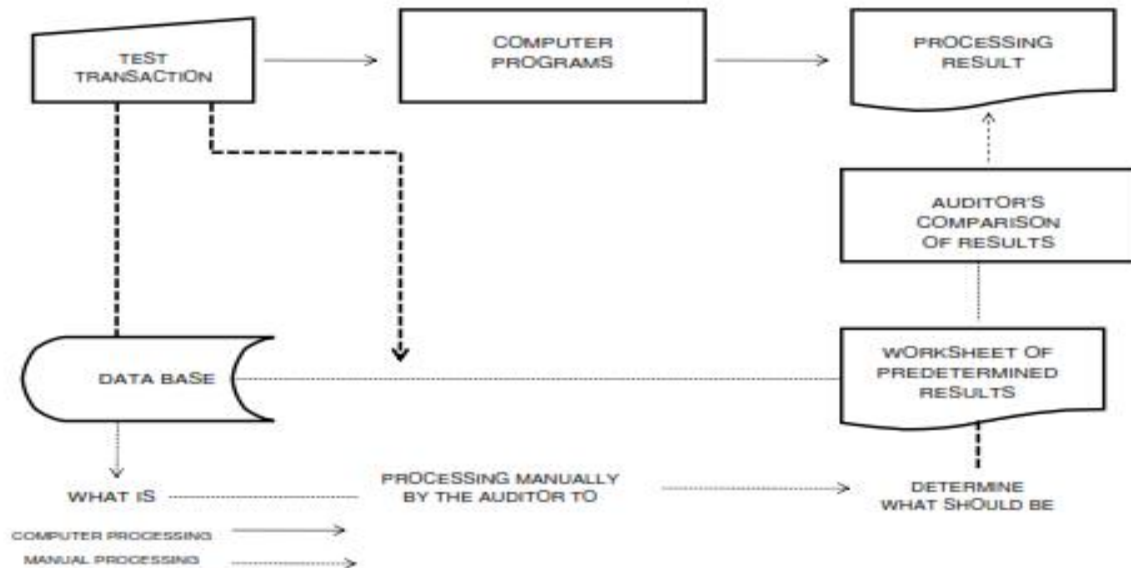 TEST
TRANSACTION
COMPUTER
PROGRAMS
PROCESSING
RESULT
AUDITOR'S
COMPARISON
OF RESULTS
DATA BASE
WORKSHEET OF
PREDETERMINED
RESULTS
WHAT IS
PROCESSING MANUALLY
BY THE AUDITOR TO
DETERMINE
WHAT SHOULD BE
COMPUTER PROCESSING
MANUAL PROCESSING